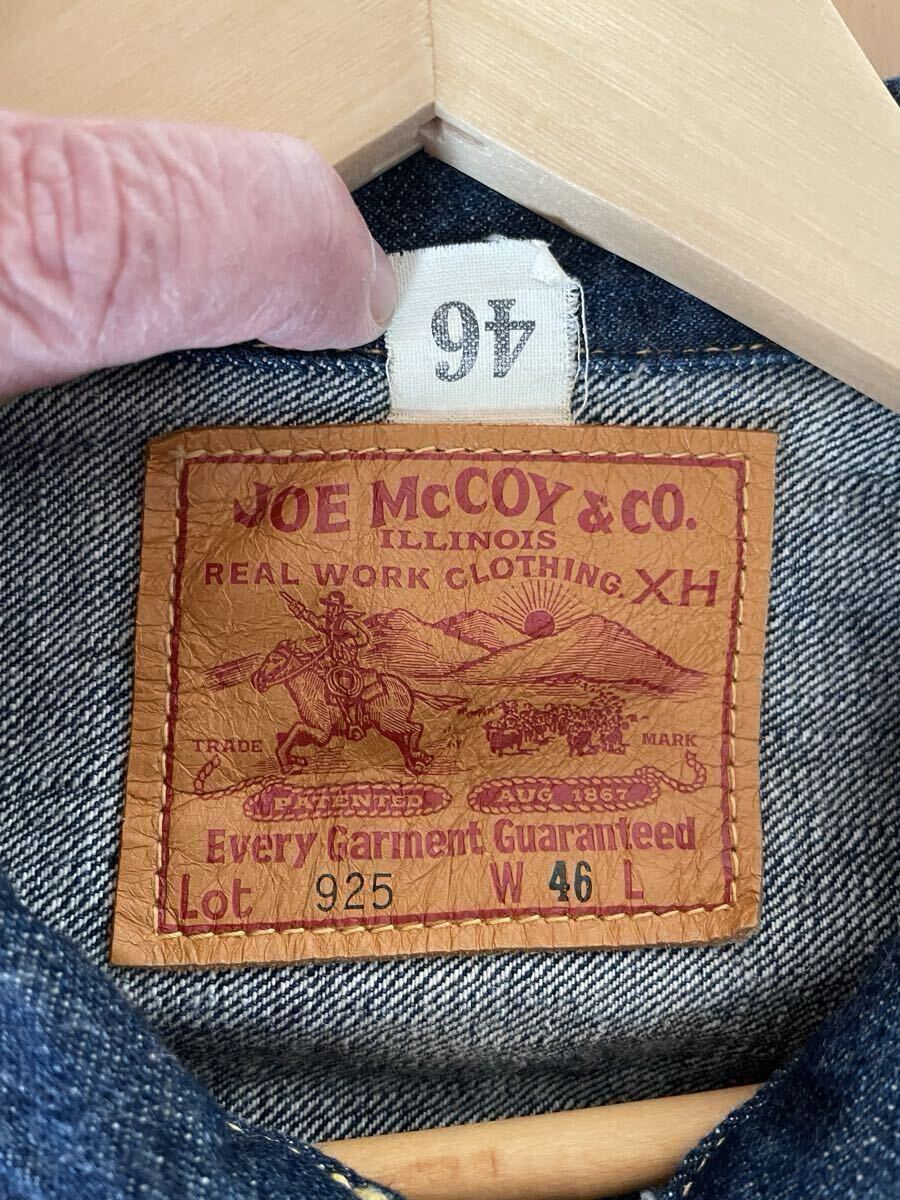 46
JOE McCOY & CO.
ILLINOIS
REAL WORK CLOTHING. XH
TRADE MARK
PATENTED AUG 1867
Every Garment Guaranteed
Lot 925 W 46 L